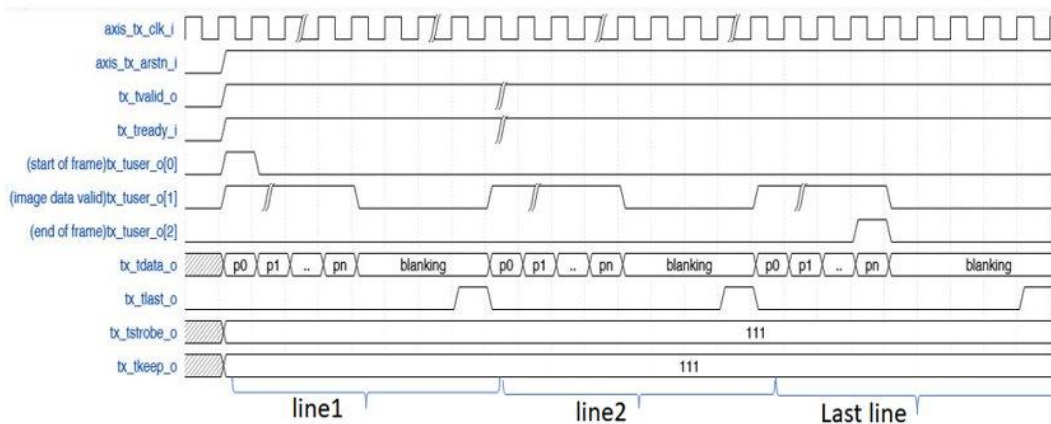 axis_tx_clk_i
axis_tx_arstn_i
tx_tvalid_o
tx_tready_i
(start of frame)tx_tuser_o[0]
(image data valid)tx_tuser_o[1]
(end of frame)tx_tuser_o[2]
tx_tdata_o p0 p1 .. pn blanking p0 p1 .. pn blanking p0 p1 .. pn blanking
tx_tlast_o
tx_tstrobe_o 111
tx_tkeep_o 111
line1 line2 Last line